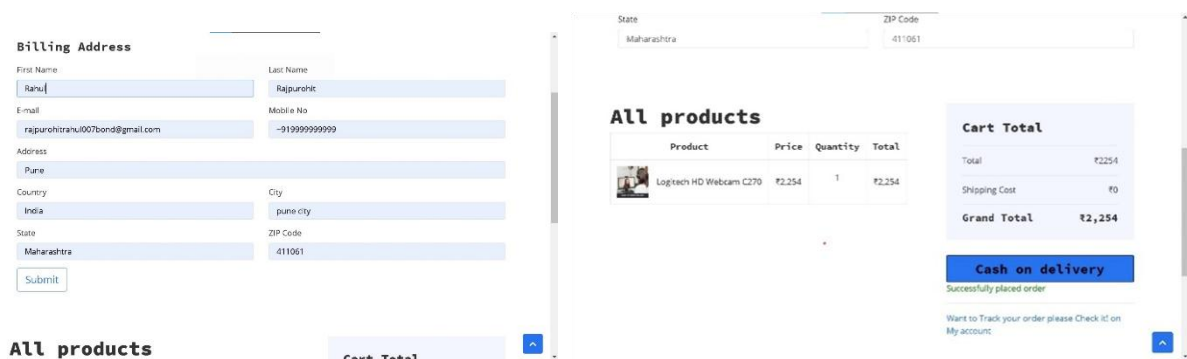 Billing Address
First Name Last Name
Rahul Rajpurohit
E-mail Mobile No
rajpurohitrahul007bond@gmail.com ~919999999999
Address
Pune
Country City
India pune city
State ZIP Code
Maharashtra 411061
Submit
All products Cart Total
State ZIP Code
Maharashtra 411061
All products
Product Price Quantity Total
Logitech HD Webcam C270 ₹2,254 1 ₹2,254
Cart Total
Total ₹2254
Shipping Cost ₹0
Grand Total ₹2,254
Cash on delivery
Successfully placed order
Want to Track your order please Check it! on
My account